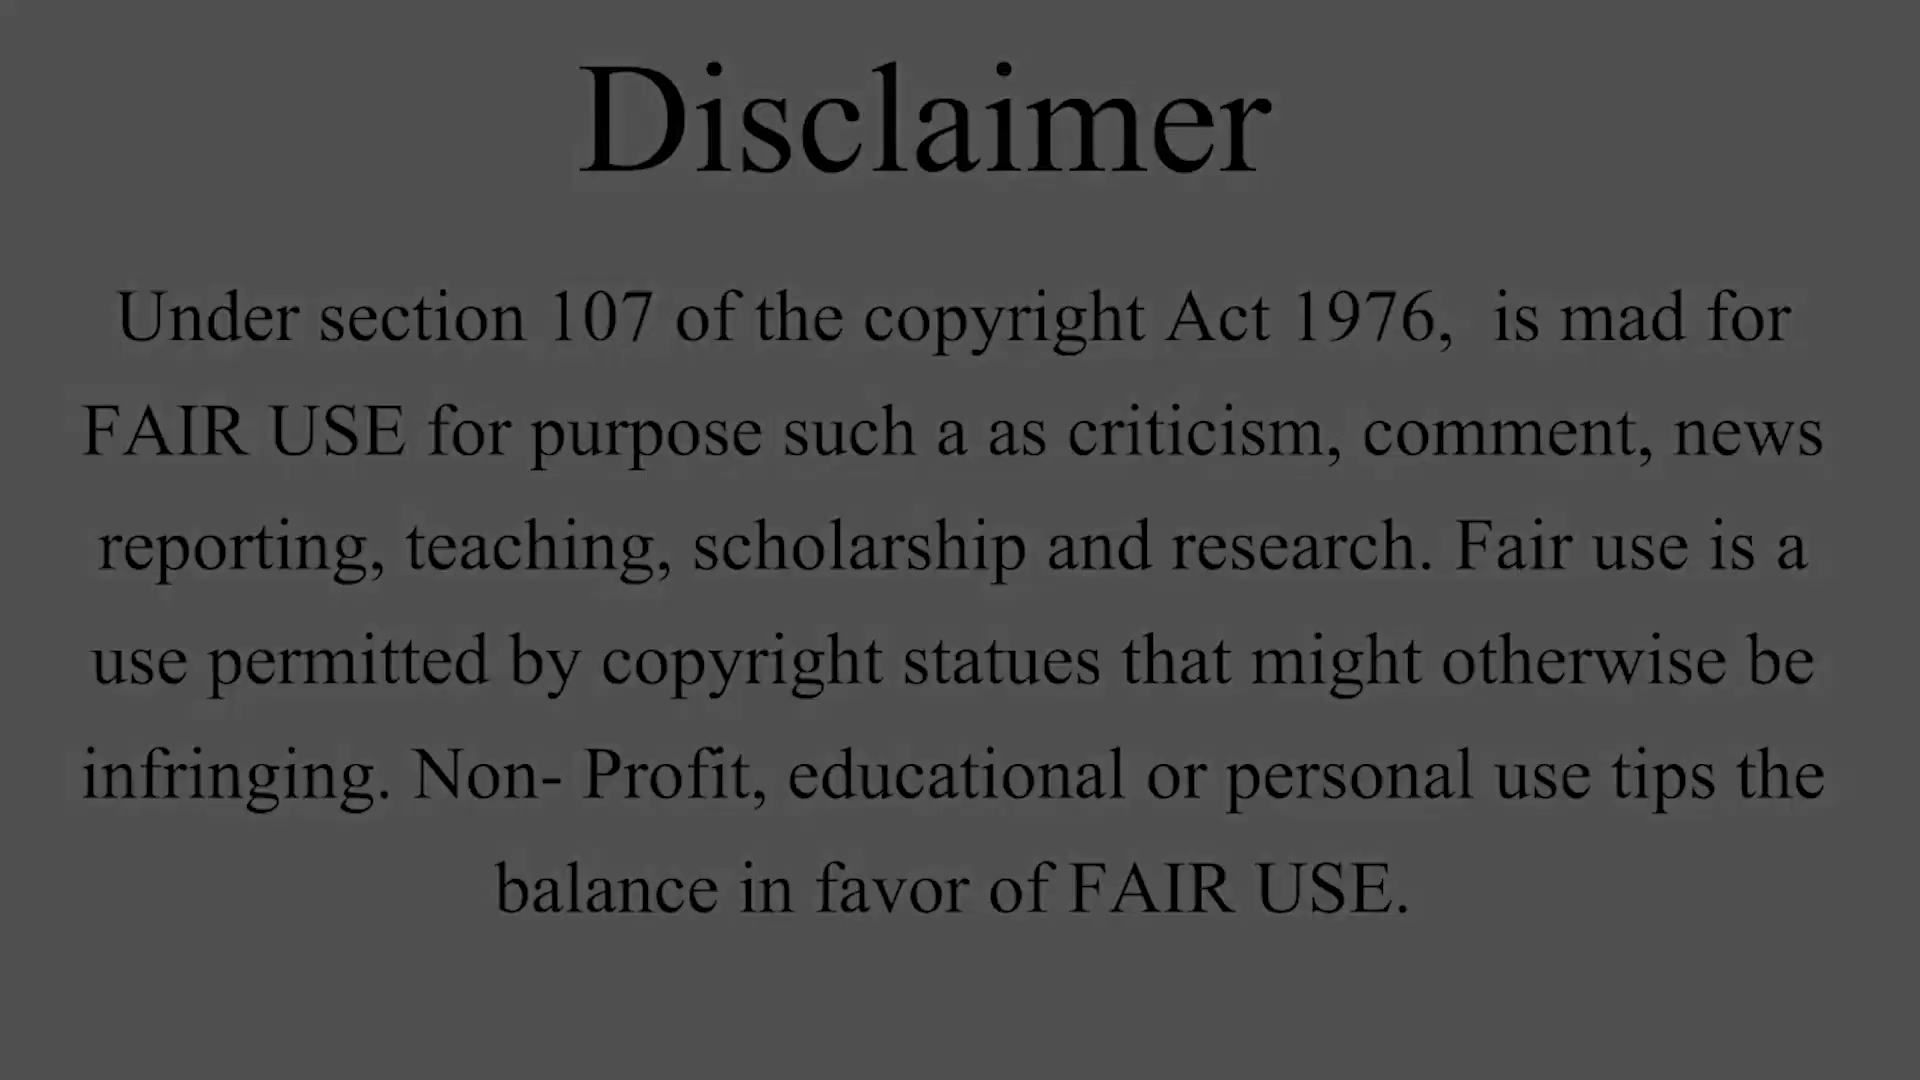 Disclaimer
Under section 107 of the copyright Act 1976, is mad for
FAIR USE for purpose such a as criticism, comment, news
reporting, teaching, scholarship and research. Fair use is a
use permitted by copyright statues that might otherwise be
infringing. Non- Profit, educational or personal use tips the
balance in favor of FAIR USE.